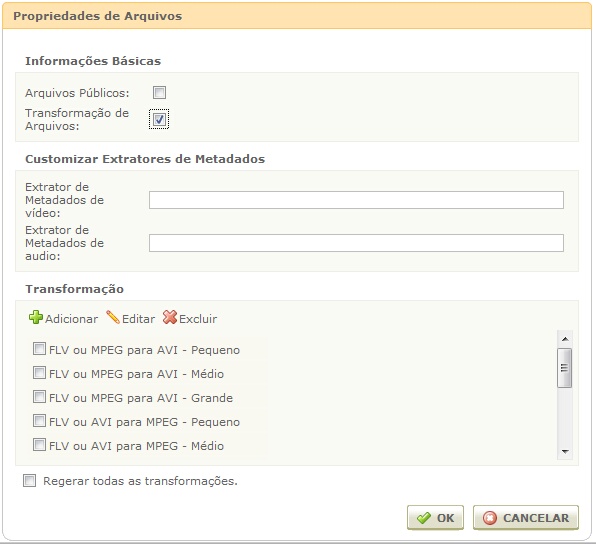 Propriedades de Arquivos
Informações Básicas
Arquivos Públicos:
Transformação de
Arquivos:
Customizar Extratores de Metadados
Extrator de
Metadados de
vídeo:
Extrator de
Metadados de
audio:
Transformação
Adicionar Editar Excluir
FLV ou MPEG para AVI - Pequeno
FLV ou MPEG para AVI - Médio
FLV ou MPEG para AVI - Grande
FLV ou AVI para MPEG - Pequeno
FLV ou AVI para MPEG - Médio
Regerar todas as transformações.
OK CANCELAR